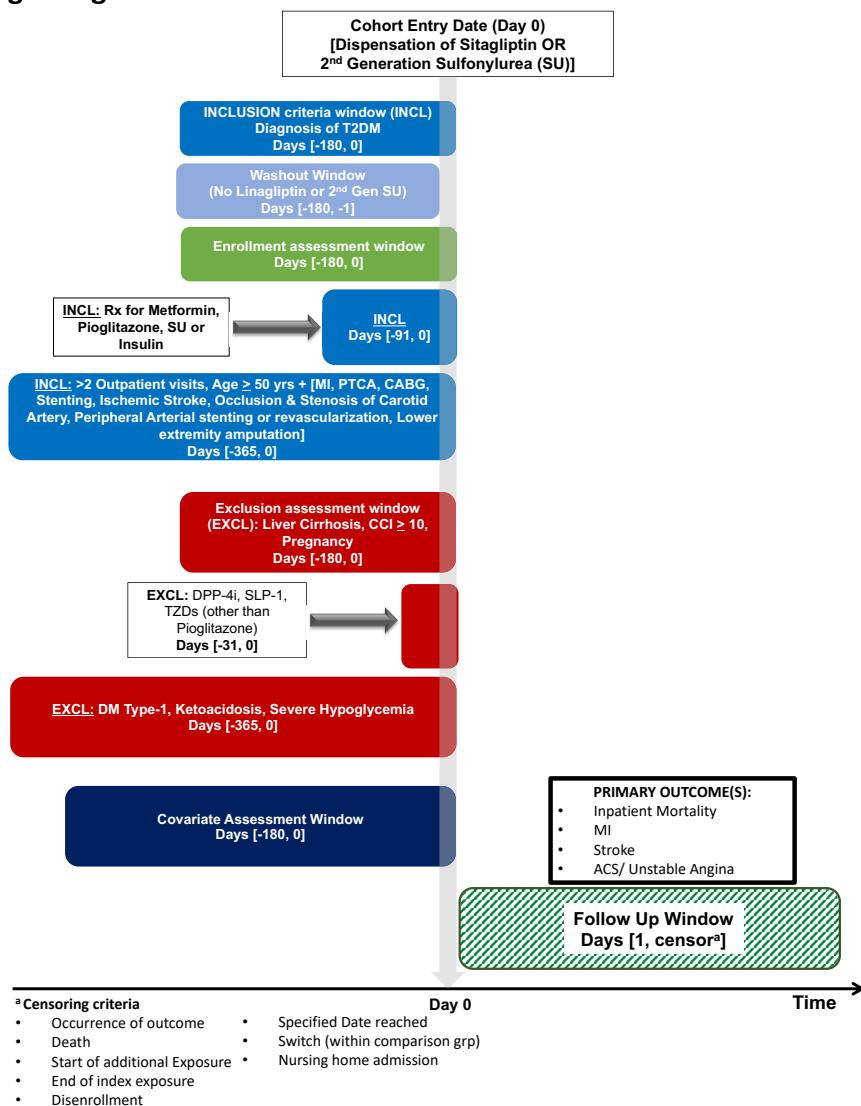 Cohort Entry Date (Day 0)
[Dispensation of Sitagliptin OR
2nd Generation Sulfonylurea (SU)]
INCLUSION criteria window (INCL)
Diagnosis of T2DM
Days [-180, 0]
Washout Window
(No Linagliptin or 2nd Gen SU)
Days [-180, -1]
Enrollment assessment window
Days [-180, 0]
INCL: Rx for Metformin,
Pioglitazone, SU or
Insulin
INCL
Days [-91, 0]
INCL: >2 Outpatient visits, Age ≥ 50 yrs + [MI, PTCA, CABG,
Stenting, Ischemic Stroke, Occlusion & Stenosis of Carotid
Artery, Peripheral Arterial stenting or revascularization, Lower
extremity amputation]
Days [-365, 0]
Exclusion assessment window
(EXCL): Liver Cirrhosis, CCI ≥ 10,
Pregnancy
Days [-180, 0]
EXCL: DPP-4i, SLP-1,
TZDs (other than
Pioglitazone)
Days [-31, 0]
EXCL: DM Type-1, Ketoacidosis, Severe Hypoglycemia
Days [-365, 0]
Covariate Assessment Window
Days [-180, 0]
PRIMARY OUTCOME(S):
• Inpatient Mortality
• MI
• Stroke
• ACS/ Unstable Angina
Follow Up Window
Days [1, censorᵃ]
Day 0
Time
ᵃ Censoring criteria
• Occurrence of outcome
• Death
• Start of additional Exposure
• End of index exposure
• Disenrollment
• Specified Date reached
• Switch (within comparison grp)
• Nursing home admission